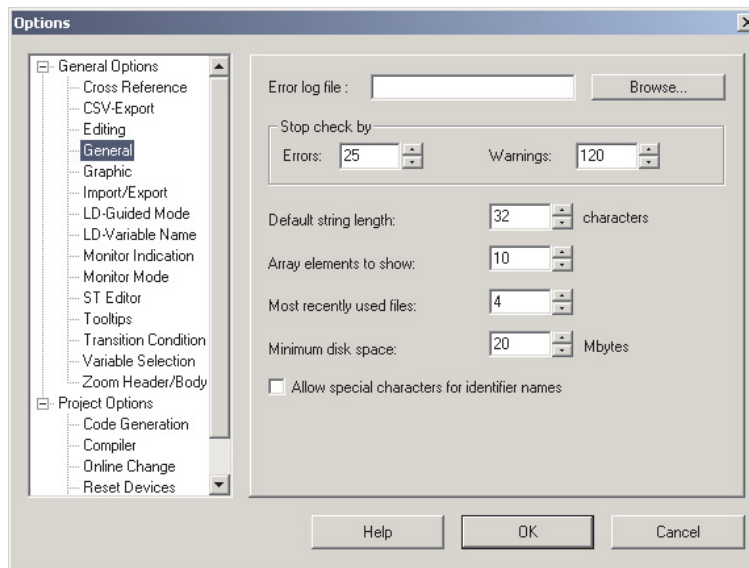 Options
General Options
Cross Reference
CSV-Export
Editing
General
Graphic
Import/Export
LD-Guided Mode
LD-Variable Name
Monitor Indication
Monitor Mode
ST Editor
Tooltips
Transition Condition
Variable Selection
Zoom Header/Body
Project Options
Code Generation
Compiler
Online Change
Reset Devices
Error log file : Browse...
Stop check by
Errors: 25 Warnings: 120
Default string length: 32 characters
Array elements to show: 10
Most recently used files: 4
Minimum disk space: 20 Mbytes
Allow special characters for identifier names
Help OK Cancel